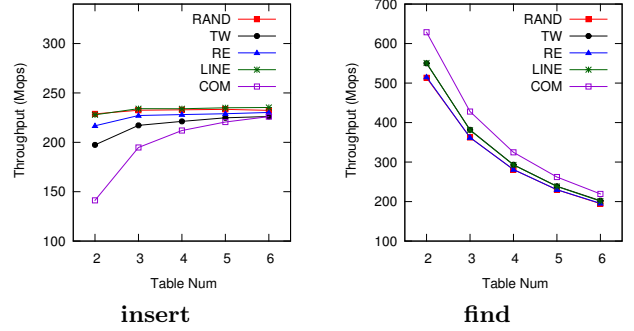 Throughput (Mops)
340
300
250
200
150
100
RAND
TW
RE
LINE
COM
2 3 4 5 6
Table Num
insert
Throughput (Mops)
700
600
500
400
300
200
100
RAND
TW
RE
LINE
COM
2 3 4 5 6
Table Num
find